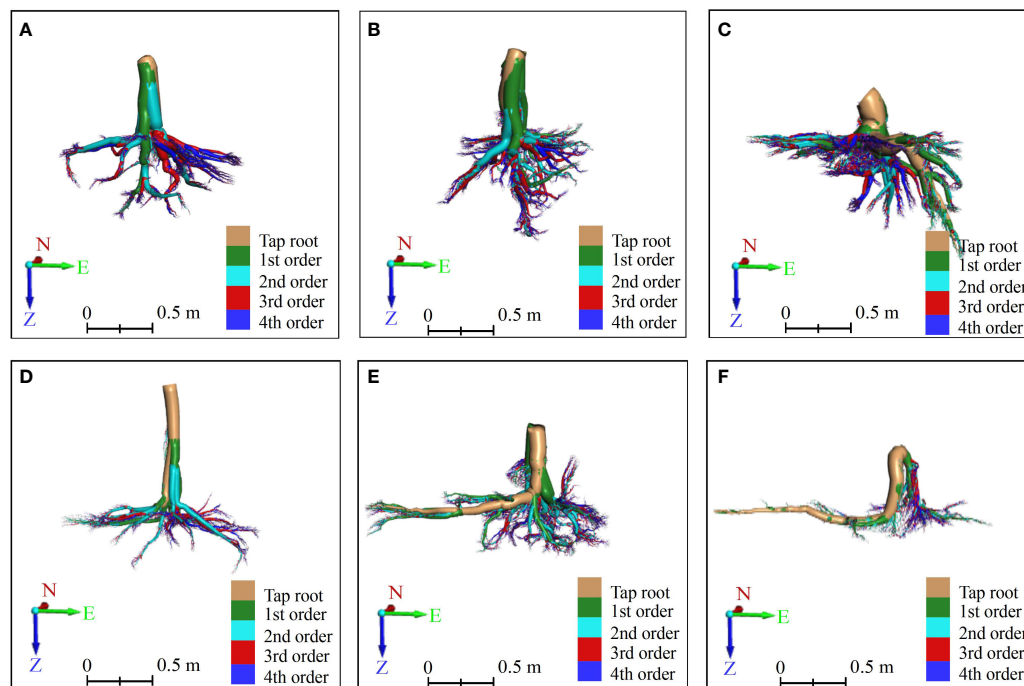 A
N
E
Z
0 0.5 m
Tap root
1st order
2nd order
3rd order
4th order
B
N
E
Z
0 0.5 m
Tap root
1st order
2nd order
3rd order
4th order
C
N
E
Z
0 0.5 m
Tap root
1st order
2nd order
3rd order
4th order
D
N
E
Z
0 0.5 m
Tap root
1st order
2nd order
3rd order
4th order
E
N
E
Z
0 0.5 m
Tap root
1st order
2nd order
3rd order
4th order
F
N
E
Z
0 0.5 m
Tap root
1st order
2nd order
3rd order
4th order